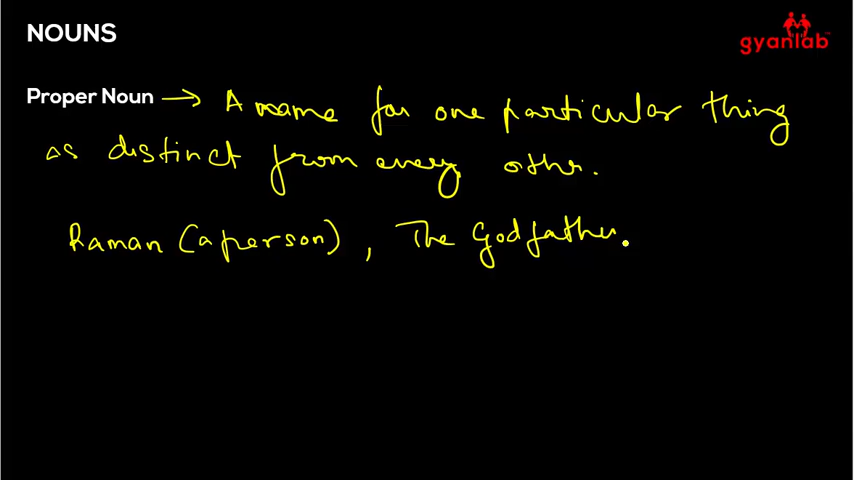 NOUNS
gyanlab
Proper Noun → A name for one particular thing
as distinct from every other.
Raman (a person), The Godfather.